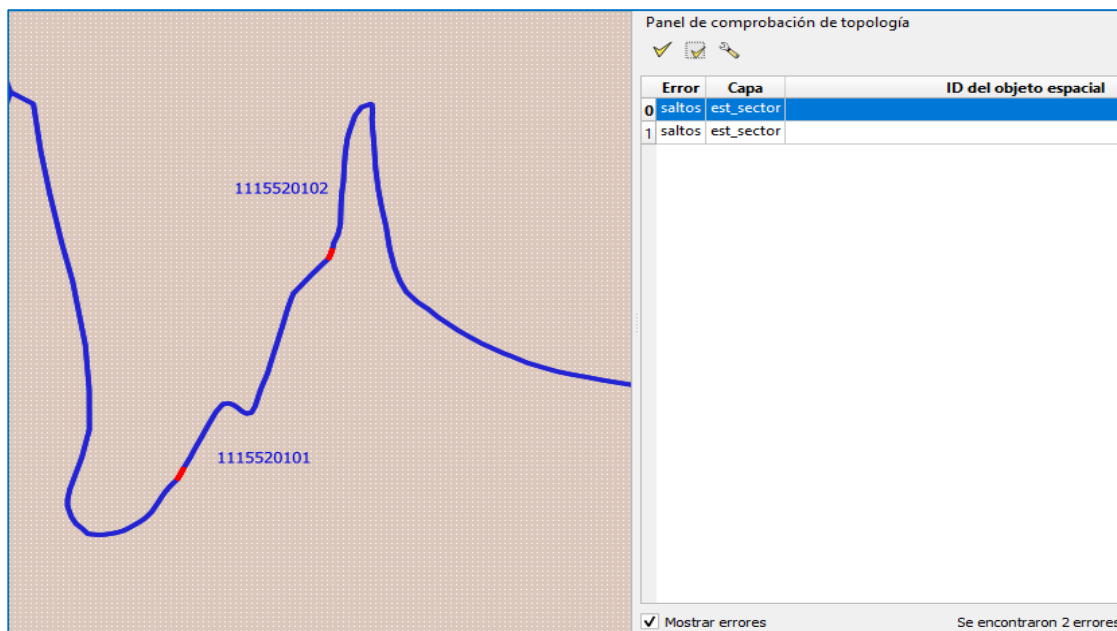 1115520102
1115520101
Panel de comprobación de topología
Error Capa ID del objeto espacial
0 saltos est_sector
1 saltos est_sector
Mostrar errores Se encontraron 2 errores